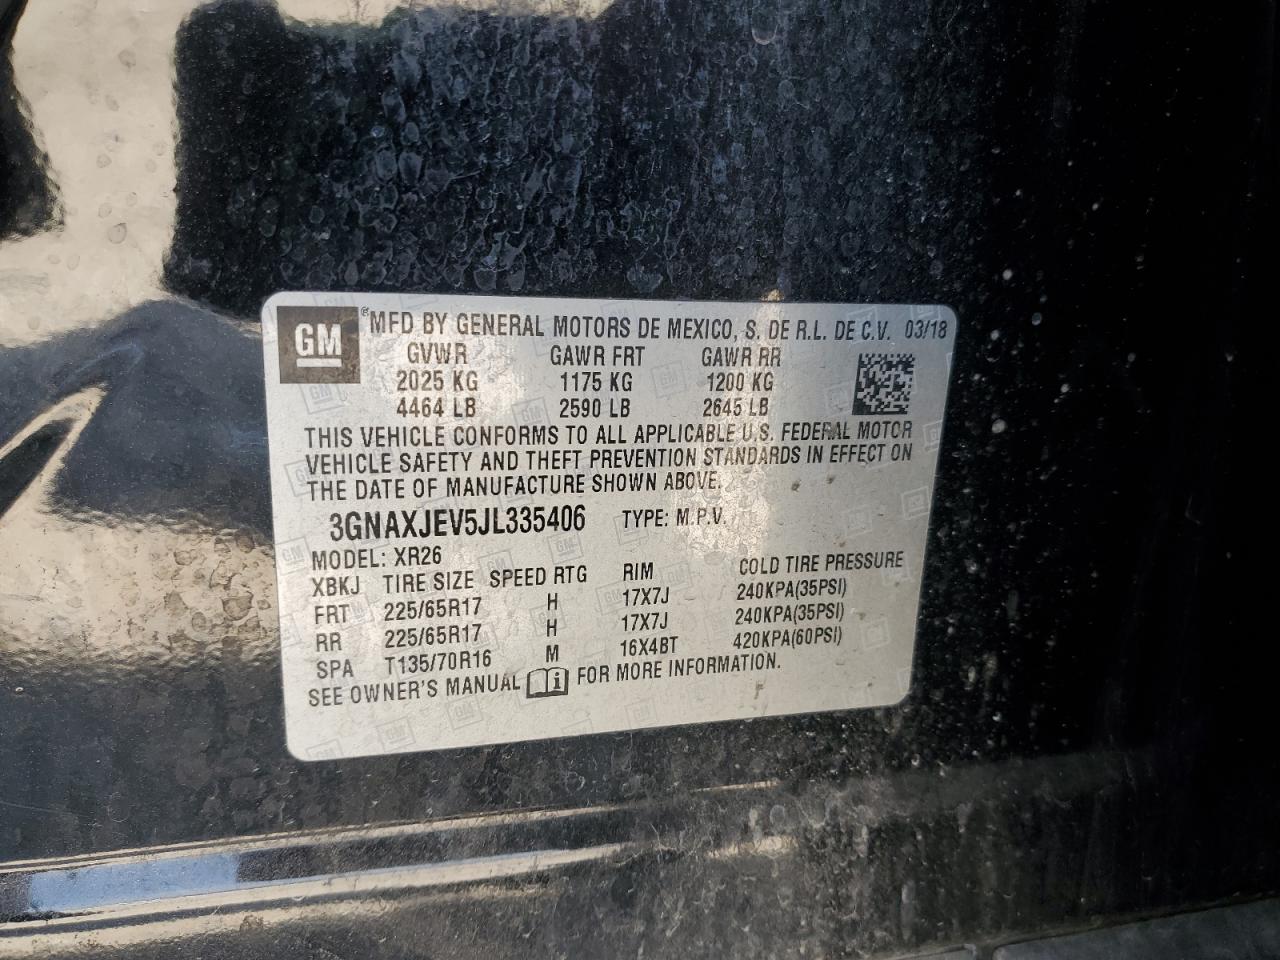 GM ® MFD BY GENERAL MOTORS DE MEXICO, S. DE R.L. DE C.V. 03/18
GVWR GAWR FRT GAWR RR
2025 KG 1175 KG 1200 KG
4464 LB 2590 LB 2645 LB
THIS VEHICLE CONFORMS TO ALL APPLICABLE U.S. FEDERAL MOTOR
VEHICLE SAFETY AND THEFT PREVENTION STANDARDS IN EFFECT ON
THE DATE OF MANUFACTURE SHOWN ABOVE.
3GNAXJEV5JL335406 TYPE: M.P.V.
MODEL: XR26
XBKJ TIRE SIZE SPEED RTG RIM COLD TIRE PRESSURE
FRT 225/65R17 H 17X7J 240KPA(35PSI)
RR 225/65R17 H 17X7J 240KPA(35PSI)
SPA T135/70R16 M 16X4BT 420KPA(60PSI)
SEE OWNER'S MANUAL i FOR MORE INFORMATION.